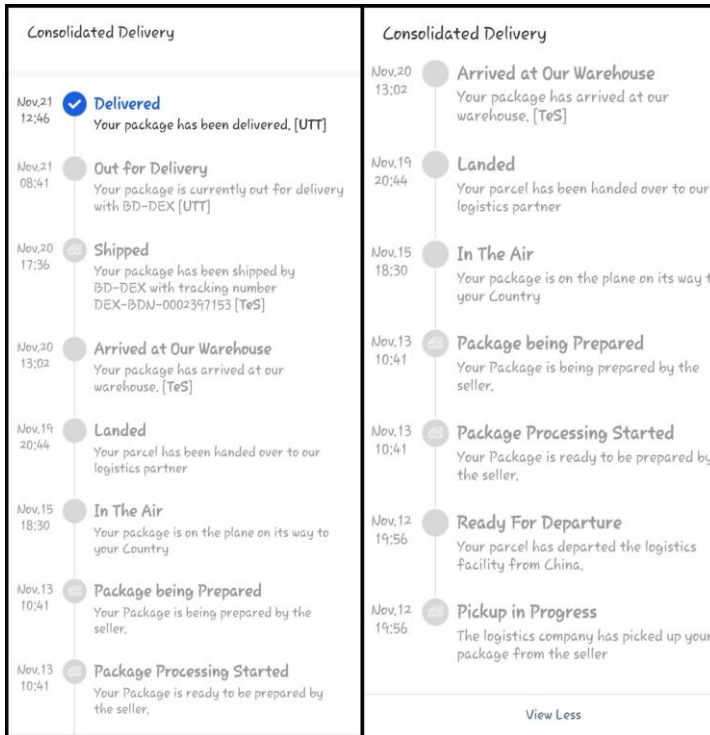 Consolidated Delivery
Nov.21
12:46
Delivered
Your package has been delivered. [UTT]
Nov.21
08:41
Out for Delivery
Your package is currently out for delivery
with BD-DEX [UTT]
Nov.20
17:36
Shipped
Your package has been shipped by
BD-DEX with tracking number
DEX-BDN-0002397153 [TeS]
Nov.20
13:02
Arrived at Our Warehouse
Your package has arrived at our
warehouse. [TeS]
Nov.19
20:44
Landed
Your parcel has been handed over to our
logistics partner
Nov.15
18:30
In The Air
Your package is on the plane on its way to
your Country
Nov.13
10:41
Package being Prepared
Your Package is being prepared by the
seller.
Nov.13
10:41
Package Processing Started
Your Package is ready to be prepared by
the seller.
Consolidated Delivery
Nov.20
13:02
Arrived at Our Warehouse
Your package has arrived at our
warehouse. [TeS]
Nov.19
20:44
Landed
Your parcel has been handed over to our
logistics partner
Nov.15
18:30
In The Air
Your package is on the plane on its way t
your Country
Nov.13
10:41
Package being Prepared
Your Package is being prepared by the
seller.
Nov.13
10:41
Package Processing Started
Your Package is ready to be prepared by
the seller.
Nov.12
19:56
Ready For Departure
Your parcel has departed the logistics
facility from China.
Nov.12
19:56
Pickup in Progress
The logistics company has picked up your
package from the seller
View Less